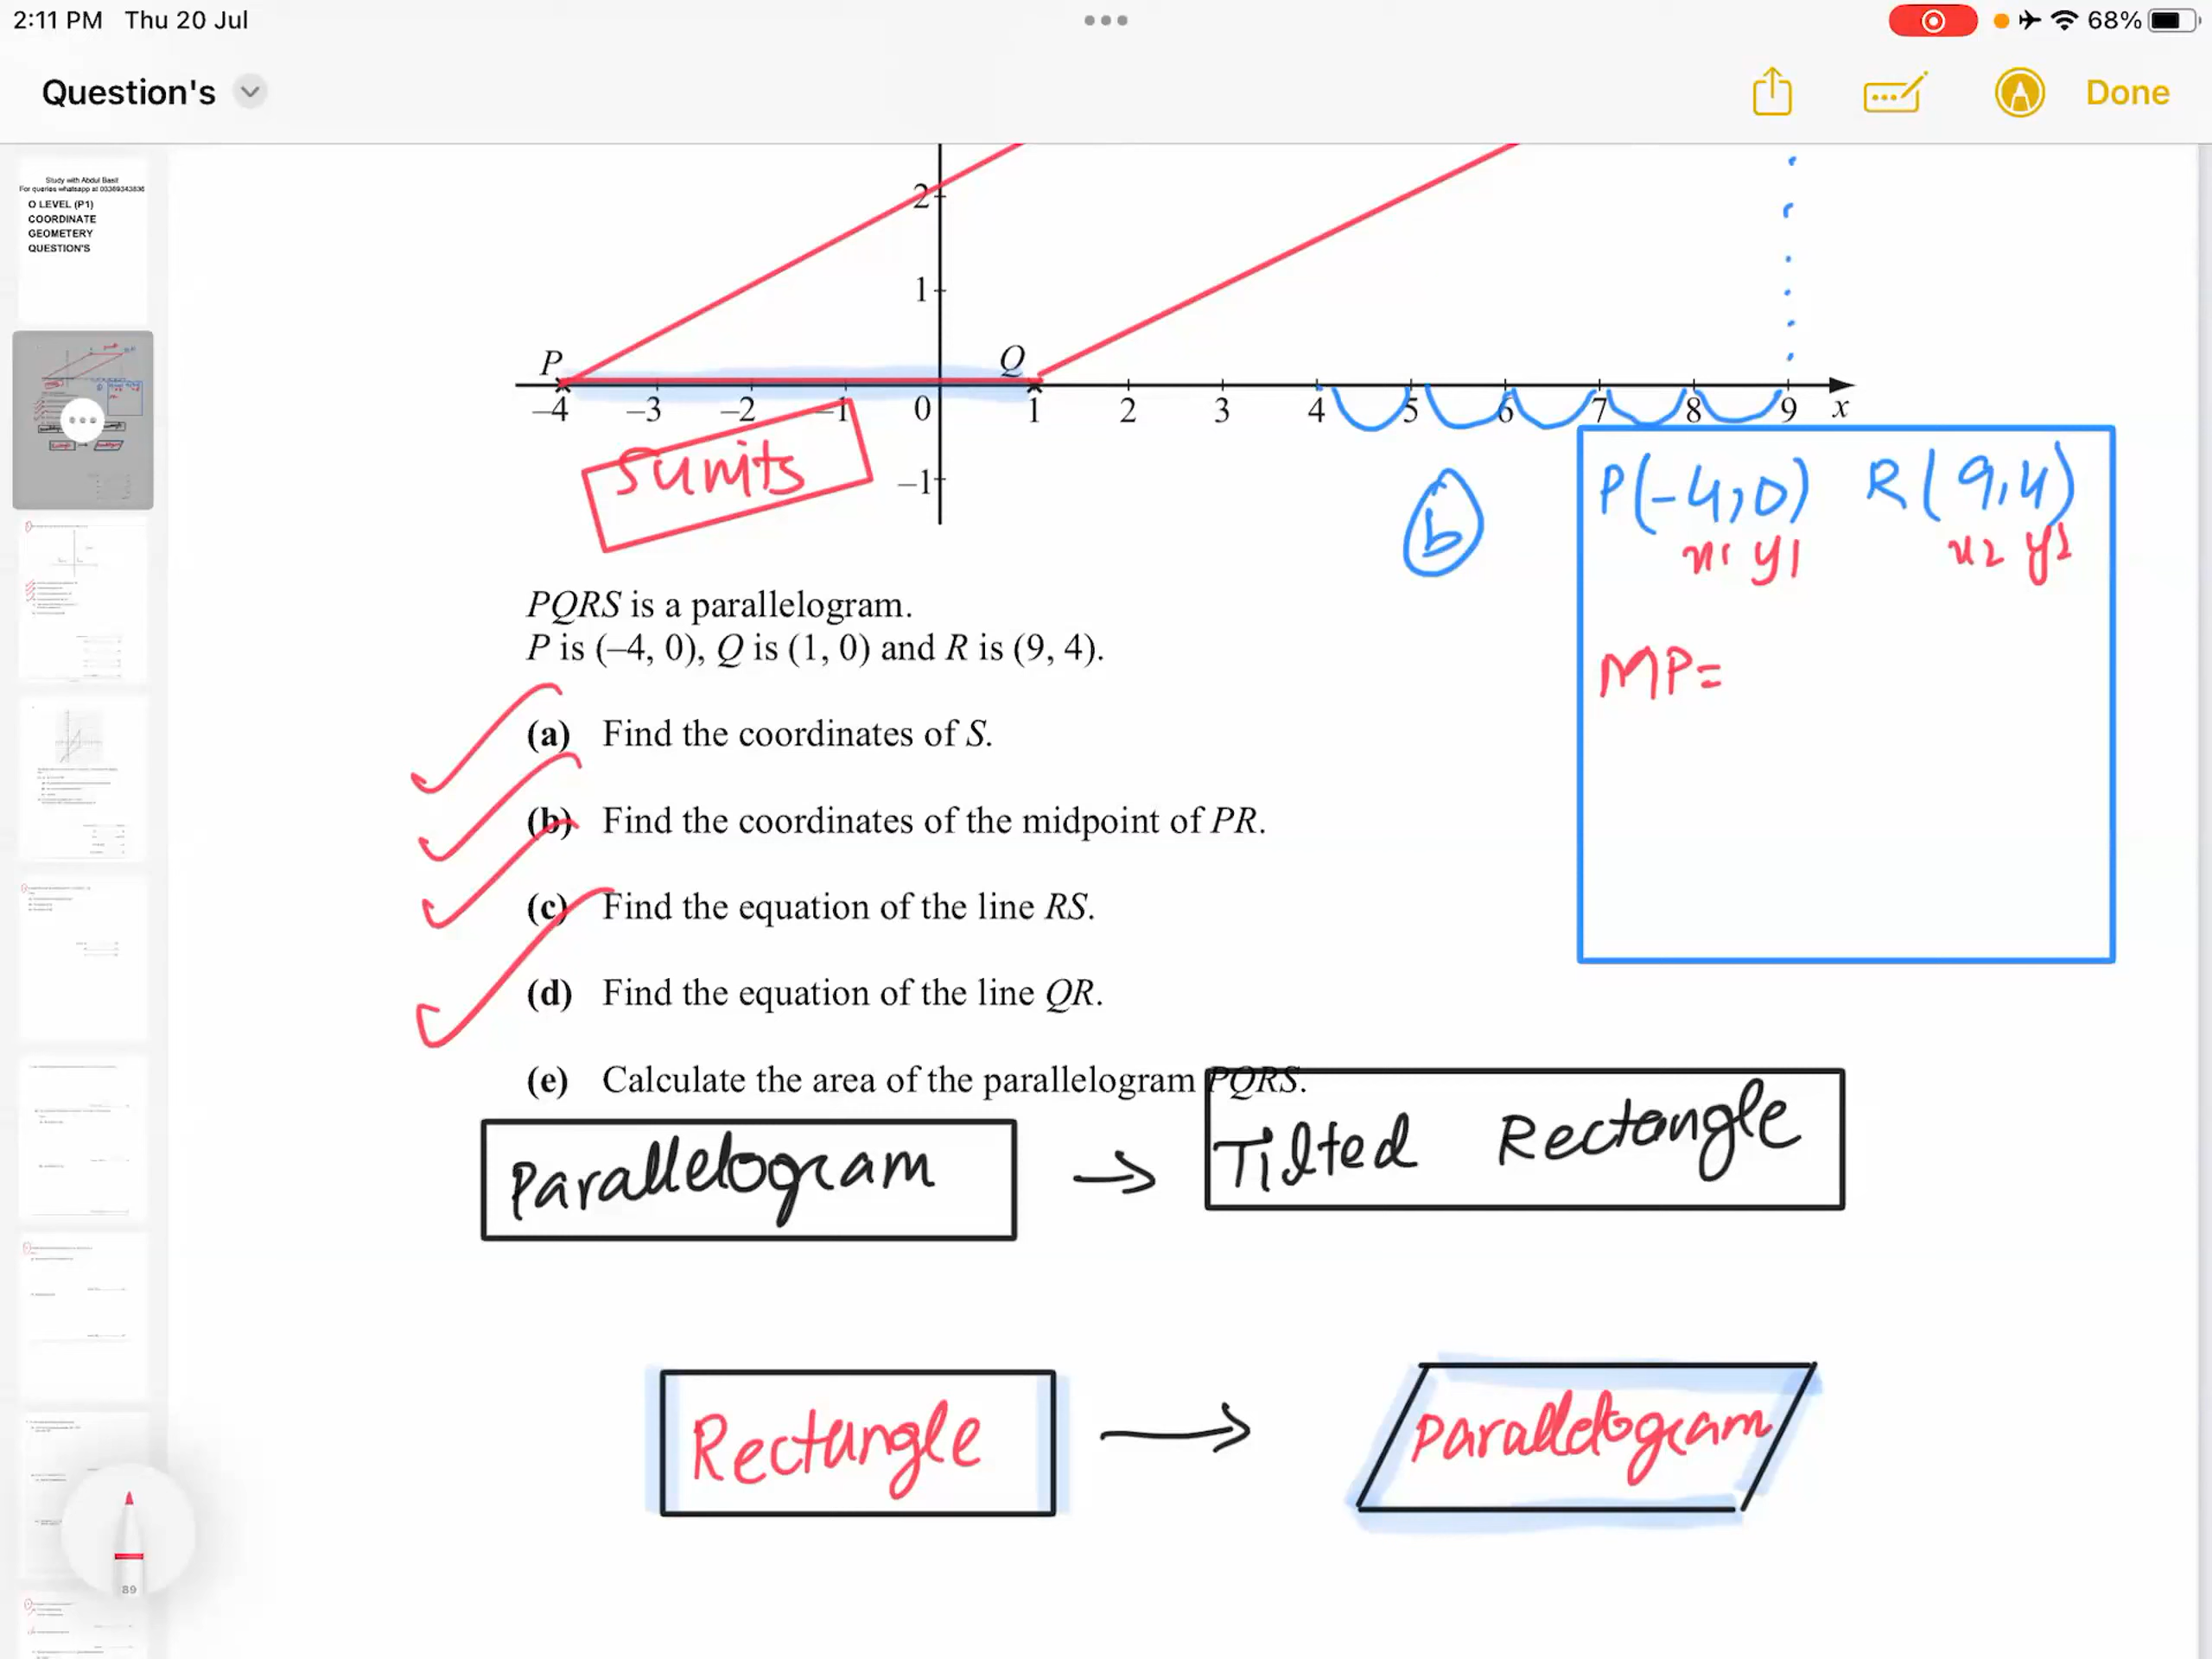 2:11 PM Thu 20 Jul
68%
Question's
Done
Study with Abdul Basit
For queries whatsapp at 03369343836
O LEVEL (P1)
COORDINATE
GEOMETERY
QUESTION'S
2
1
P
Q
–4 –3 –2 –1 0 1 2 3 4 5 6 7 8 9 x
–1
5units
b
P(-4,0) R(9,4)
x1 y1 x2 y2
MP=
PQRS is a parallelogram.
P is (–4, 0), Q is (1, 0) and R is (9, 4).
(a) Find the coordinates of S.
(b) Find the coordinates of the midpoint of PR.
(c) Find the equation of the line RS.
(d) Find the equation of the line QR.
(e) Calculate the area of the parallelogram PQRS.
Parallelogram → Tilted Rectangle
Rectangle → parallelogram
89